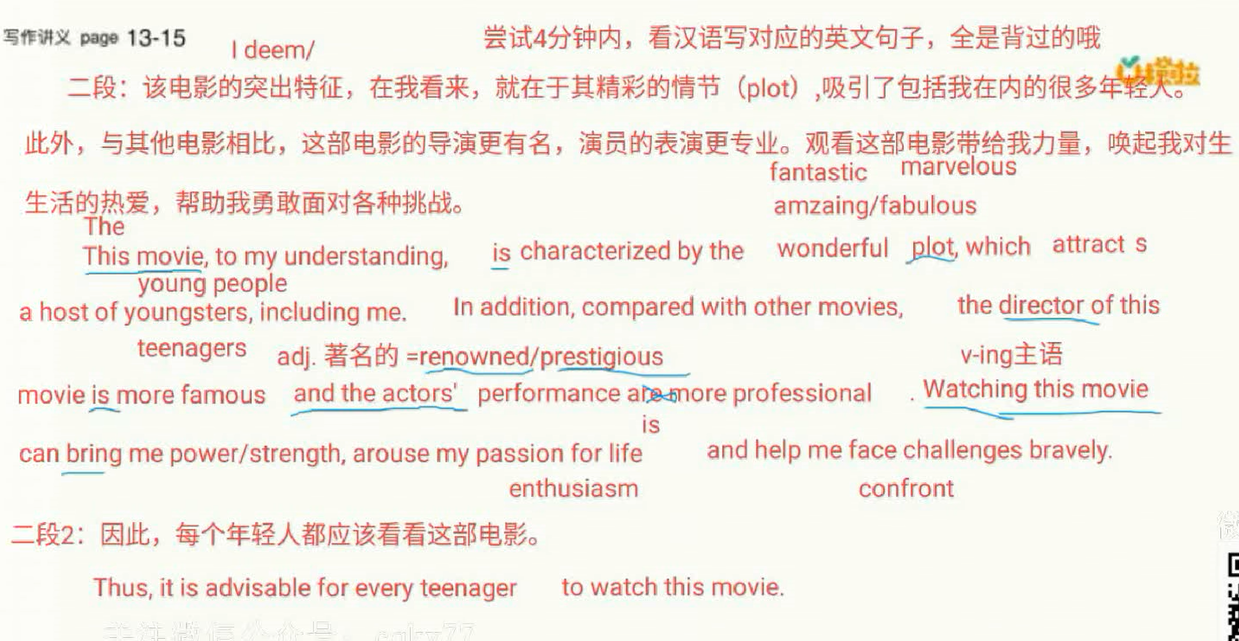 写作讲义 page 13-15
I deem/
尝试4分钟内，看汉语写对应的英文句子，全是背过的哦
二段：该电影的突出特征，在我看来，就在于其精彩的情节（plot）,吸引了包括我在内的很多年轻人。
此外，与其他电影相比，这部电影的导演更有名，演员的表演更专业。观看这部电影带给我力量，唤起我对生
fantastic marvelous
生活的热爱，帮助我勇敢面对各种挑战。
amzaing/fabulous
The
This movie, to my understanding, is characterized by the wonderful plot, which attract s
young people
a host of youngsters, including me. In addition, compared with other movies, the director of this
teenagers adj. 著名的 =renowned/prestigious v-ing主语
movie is more famous and the actors' performance are more professional . Watching this movie
is
can bring me power/strength, arouse my passion for life and help me face challenges bravely.
enthusiasm confront
二段2：因此，每个年轻人都应该看看这部电影。
Thus, it is advisable for every teenager to watch this movie.